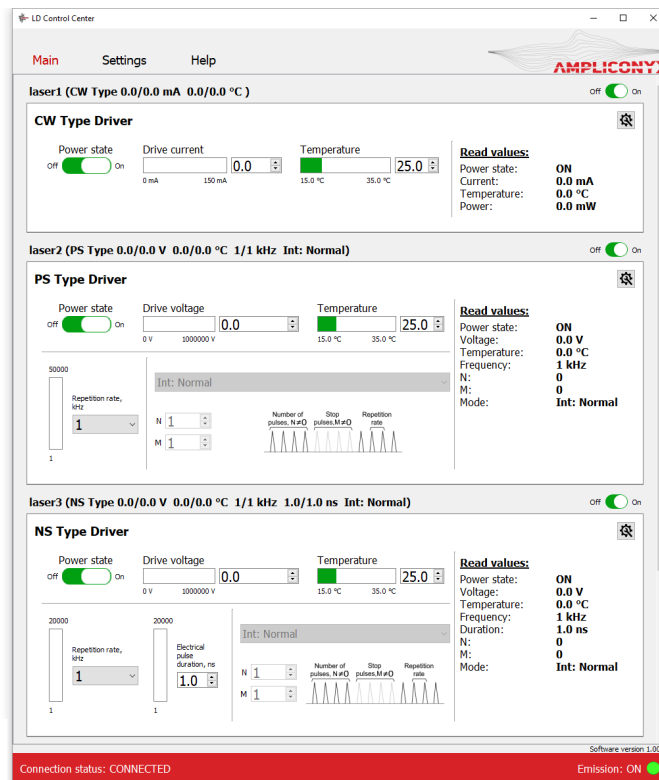 LD Control Center
Main Settings Help
AMPLICONYX
laser1 (CW Type 0.0/0.0 mA 0.0/0.0 °C ) Off On
CW Type Driver
Power state Drive current Temperature
Off On 0.0 25.0
0 mA 150 mA 15.0 °C 35.0 °C
Read values:
Power state: ON
Current: 0.0 mA
Temperature: 0.0 °C
Power: 0.0 mW
laser2 (PS Type 0.0/0.0 V 0.0/0.0 °C 1/1 kHz Int: Normal) Off On
PS Type Driver
Power state Drive voltage Temperature
Off On 0.0 25.0
0 V 1000000 V 15.0 °C 35.0 °C
50000
Repetition rate,
kHz
1
1
Int: Normal
N 1
M 1
Number of
pulses, N≠0
Stop
pulses,M≠0
Repetition
rate
Read values:
Power state: ON
Voltage: 0.0 V
Temperature: 0.0 °C
Frequency: 1 kHz
N: 0
M: 0
Mode: Int: Normal
laser3 (NS Type 0.0/0.0 V 0.0/0.0 °C 1/1 kHz 1.0/1.0 ns Int: Normal) Off On
NS Type Driver
Power state Drive voltage Temperature
Off On 0.0 25.0
0 V 1000000 V 15.0 °C 35.0 °C
20000
Repetition rate,
kHz
1
1
20000
Electrical
pulse
duration, ns
1.0
1
Int: Normal
N 1
M 1
Number of
pulses, N≠0
Stop
pulses,M≠0
Repetition
rate
Read values:
Power state: ON
Voltage: 0.0 V
Temperature: 0.0 °C
Frequency: 1 kHz
Duration: 1.0 ns
N: 0
M: 0
Mode: Int: Normal
Software version 1.00
Connection status: CONNECTED Emission: ON